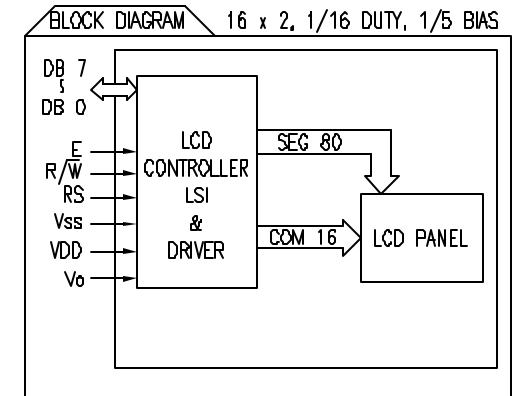 BLOCK DIAGRAM 16 x 2, 1/16 DUTY, 1/5 BIAS
DB 7
DB 0
E
R/W̅
RS
Vss
VDD
Vo
LCD
CONTROLLER
LSI
&
DRIVER
SEG 80
COM 16
LCD PANEL